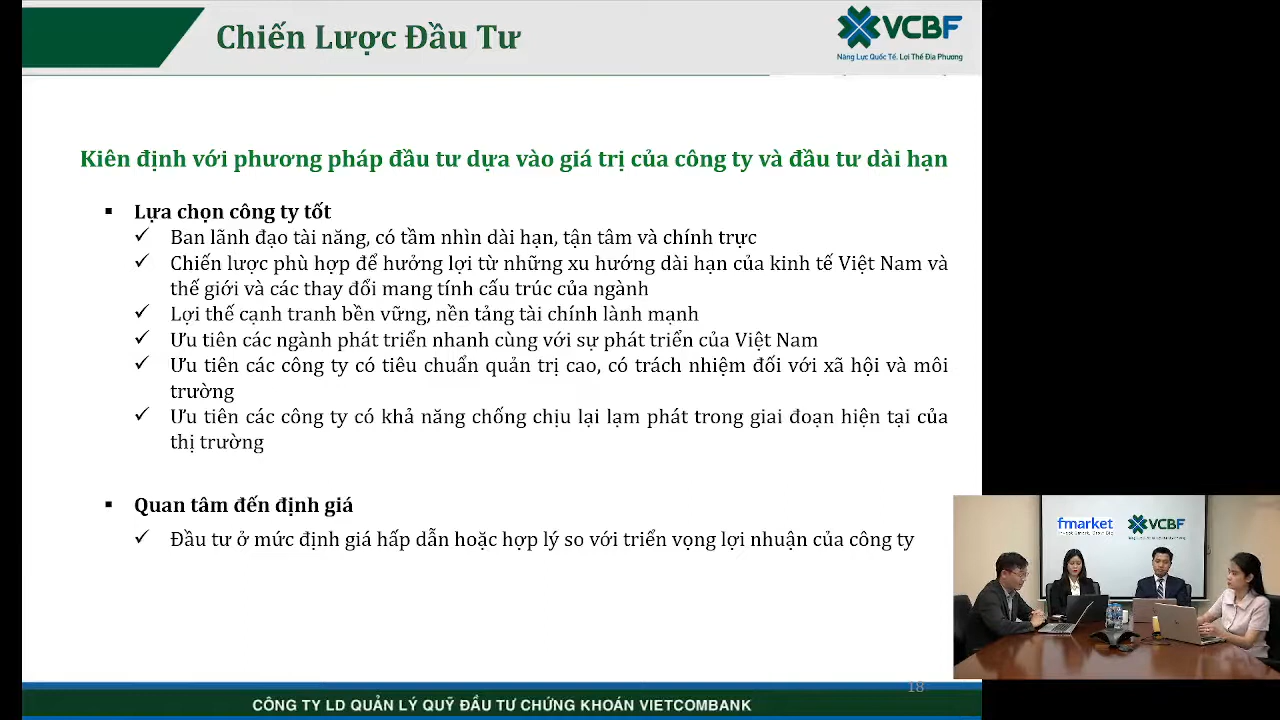 Chiến Lược Đầu Tư
VCBF
Năng Lực Quốc Tế. Lợi Thế Địa Phương
Kiên định với phương pháp đầu tư dựa vào giá trị của công ty và đầu tư dài hạn
▪ Lựa chọn công ty tốt
✓ Ban lãnh đạo tài năng, có tầm nhìn dài hạn, tận tâm và chính trực
✓ Chiến lược phù hợp để hưởng lợi từ những xu hướng dài hạn của kinh tế Việt Nam và
thế giới và các thay đổi mang tính cấu trúc của ngành
✓ Lợi thế cạnh tranh bền vững, nền tảng tài chính lành mạnh
✓ Ưu tiên các ngành phát triển nhanh cùng với sự phát triển của Việt Nam
✓ Ưu tiên các công ty có tiêu chuẩn quản trị cao, có trách nhiệm đối với xã hội và môi
trường
✓ Ưu tiên các công ty có khả năng chống chịu lại lạm phát trong giai đoạn hiện tại của
thị trường
▪ Quan tâm đến định giá
✓ Đầu tư ở mức định giá hấp dẫn hoặc hợp lý so với triển vọng lợi nhuận của công ty
fmarket
VCBF
18
CÔNG TY LD QUẢN LÝ QUỸ ĐẦU TƯ CHỨNG KHOÁN VIETCOMBANK